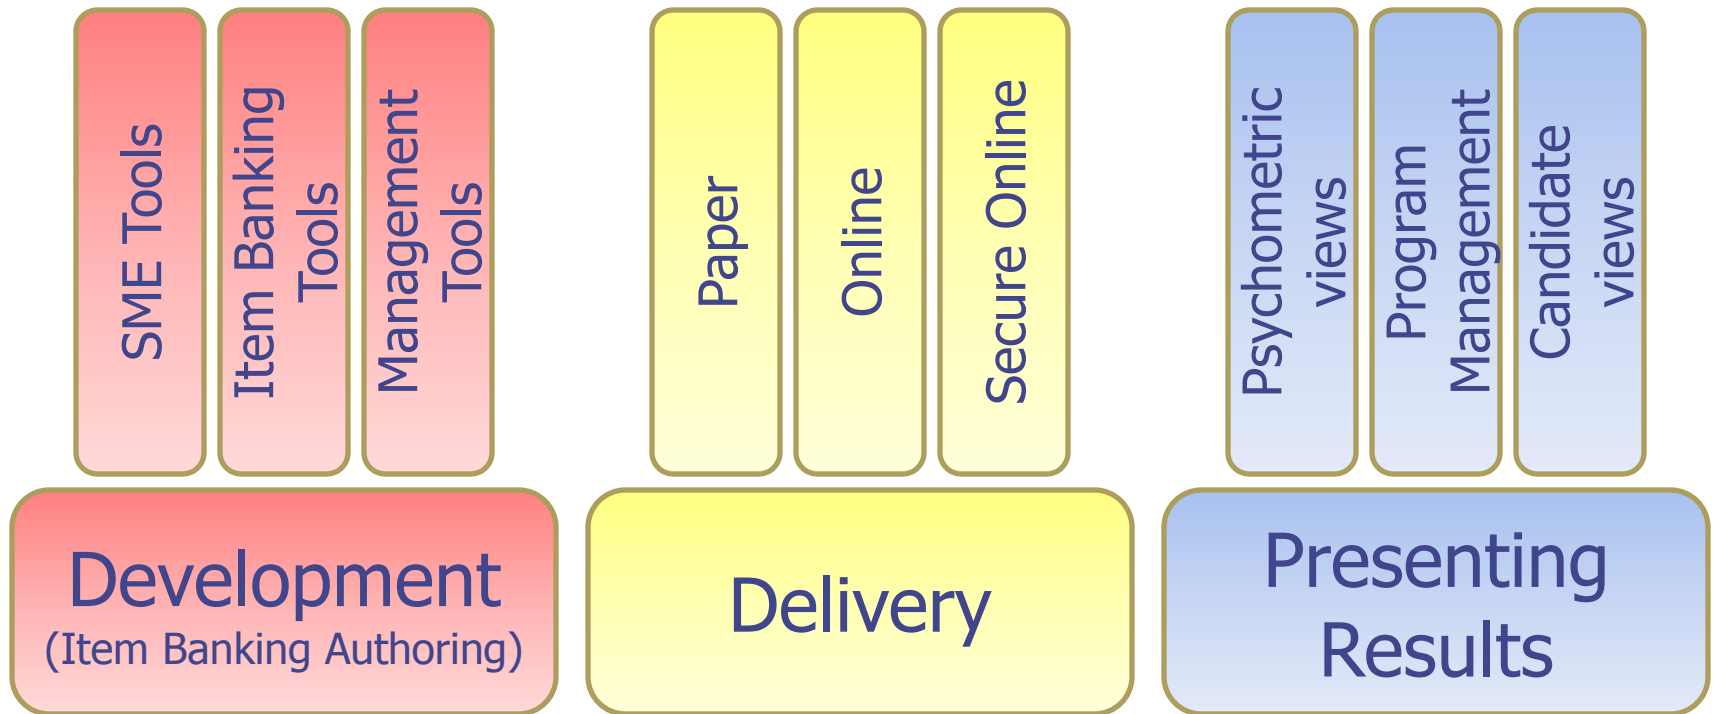 SME Tools
Item Banking
Tools
Management
Tools
Paper
Online
Secure Online
Psychometric
views
Program
Management
Candidate
views
Development
(Item Banking Authoring)
Delivery
Presenting
Results